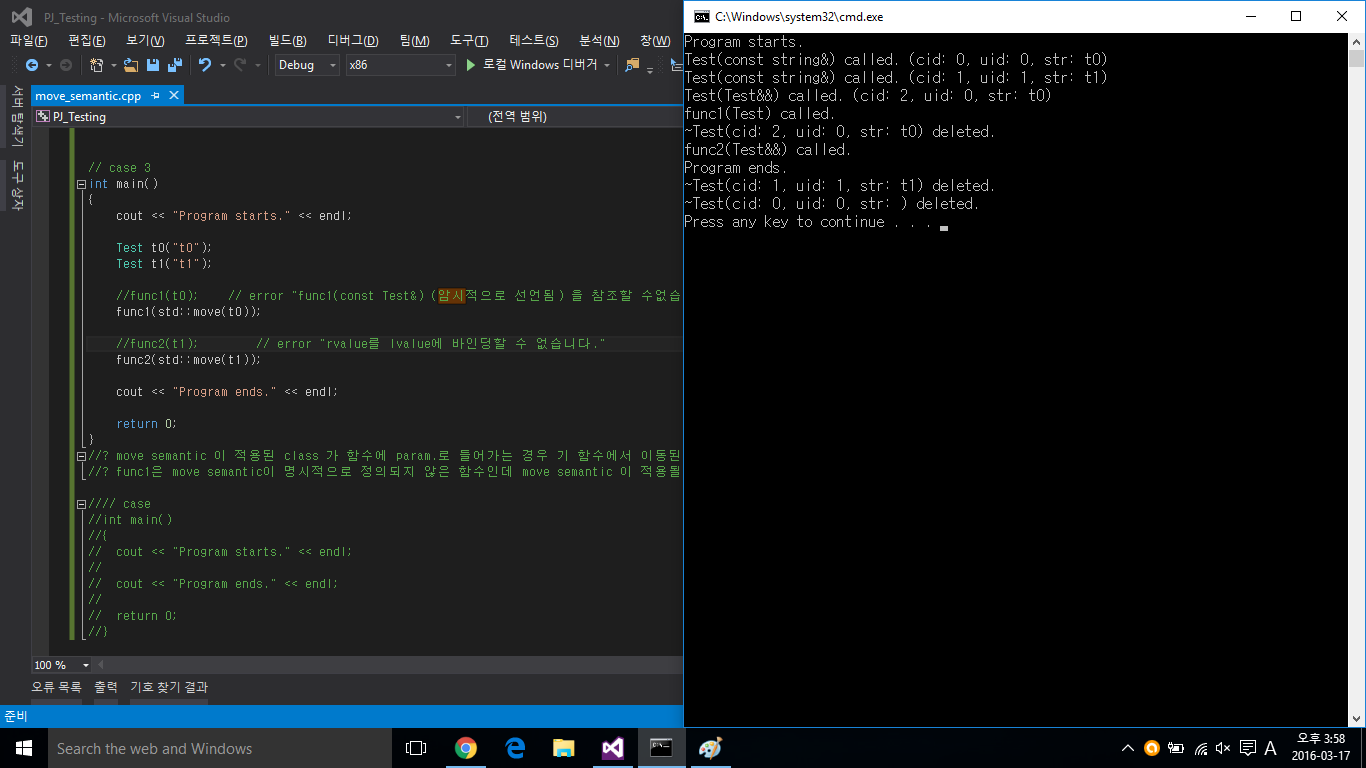 PJ_Testing - Microsoft Visual Studio
파일(F) 편집(E) 보기(V) 프로젝트(P) 빌드(B) 디버그(D) 팀(M) 도구(T) 테스트(S) 분석(N) 창(W)
Debug x86 로컬 Windows 디버거
서버 탐색기
도구 상자
move_semantic.cpp
PJ_Testing (전역 범위)
// case 3
int main()
{
cout << "Program starts." << endl;
Test t0("t0");
Test t1("t1");
//func1(t0); // error "func1(const Test&) (암시적으로 선언됨) 을 참조할 수없습
func1(std::move(t0));
//func2(t1); // error "rvalue를 lvalue에 바인딩할 수 없습니다."
func2(std::move(t1));
cout << "Program ends." << endl;
return 0;
}
//? move semantic 이 적용된 class 가 함수에 param.로 들어가는 경우 기 함수에서 이동된
//? func1은 move semantic이 명시적으로 정의되지 않은 함수인데 move semantic 이 적용될
//// case
//int main()
//{
// cout << "Program starts." << endl;
//
// cout << "Program ends." << endl;
//
// return 0;
//}
100 %
오류 목록 출력 기호 찾기 결과
준비
C:\Windows\system32\cmd.exe
Program starts.
Test(const string&) called. (cid: 0, uid: 0, str: t0)
Test(const string&) called. (cid: 1, uid: 1, str: t1)
Test(Test&&) called. (cid: 2, uid: 0, str: t0)
func1(Test) called.
~Test(cid: 2, uid: 0, str: t0) deleted.
func2(Test&&) called.
Program ends.
~Test(cid: 1, uid: 1, str: t1) deleted.
~Test(cid: 0, uid: 0, str: ) deleted.
Press any key to continue . . .
Search the web and Windows
A
오후 3:58
2016-03-17